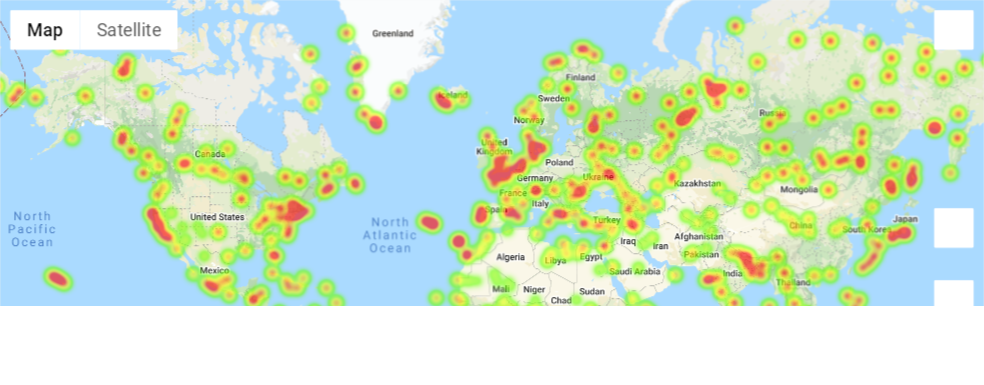 Map Satellite
Greenland
Iceland
Finland
Sweden
Norway
Russia
United
Kingdom
Canada
Poland
Germany
Ukraine
Kazakhstan
France
Mongolia
Spain
Italy
North
Pacific
Ocean
United States
North
Atlantic
Ocean
Turkey
China
South Korea
Japan
Afghanistan
Iraq
Iran
Pakistan
Algeria
Libya
Egypt
Mexico
Saudi Arabia
India
Thailand
Mali
Niger
Chad
Sudan